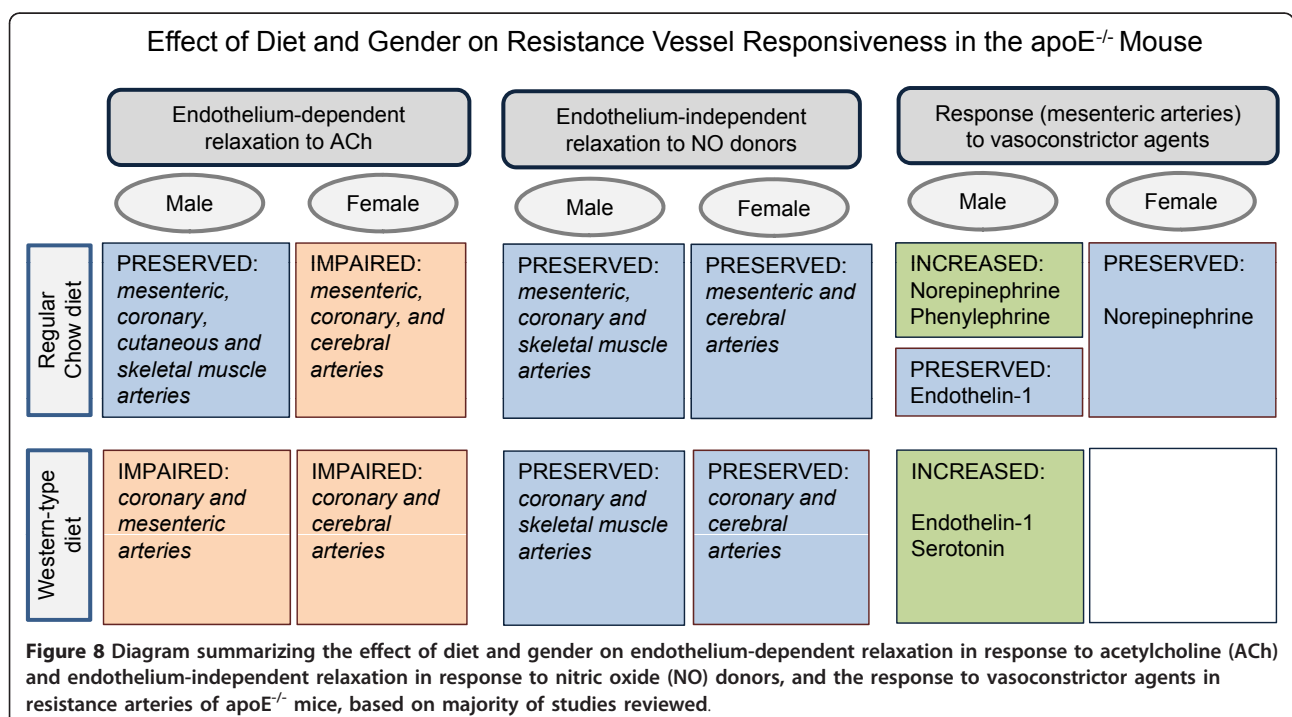 Effect of Diet and Gender on Resistance Vessel Responsiveness in the apoE-/- Mouse
Endothelium-dependent
relaxation to ACh
Endothelium-independent
relaxation to NO donors
Response (mesenteric arteries)
to vasoconstrictor agents
Male
Female
Male
Female
Male
Female
Regular
Chow diet
PRESERVED:
mesenteric,
coronary,
cutaneous and
skeletal muscle
arteries
IMPAIRED:
mesenteric,
coronary, and
cerebral
arteries
PRESERVED:
mesenteric,
coronary and
skeletal muscle
arteries
PRESERVED:
mesenteric and
cerebral
arteries
INCREASED:
Norepinephrine
Phenylephrine
PRESERVED:
Endothelin-1
PRESERVED:
Norepinephrine
Western-type
diet
IMPAIRED:
coronary and
mesenteric
arteries
IMPAIRED:
coronary and
cerebral
arteries
PRESERVED:
coronary and
skeletal muscle
arteries
PRESERVED:
coronary and
cerebral
arteries
INCREASED:
Endothelin-1
Serotonin
Figure 8 Diagram summarizing the effect of diet and gender on endothelium-dependent relaxation in response to acetylcholine (ACh)
and endothelium-independent relaxation in response to nitric oxide (NO) donors, and the response to vasoconstrictor agents in
resistance arteries of apoE-/- mice, based on majority of studies reviewed.